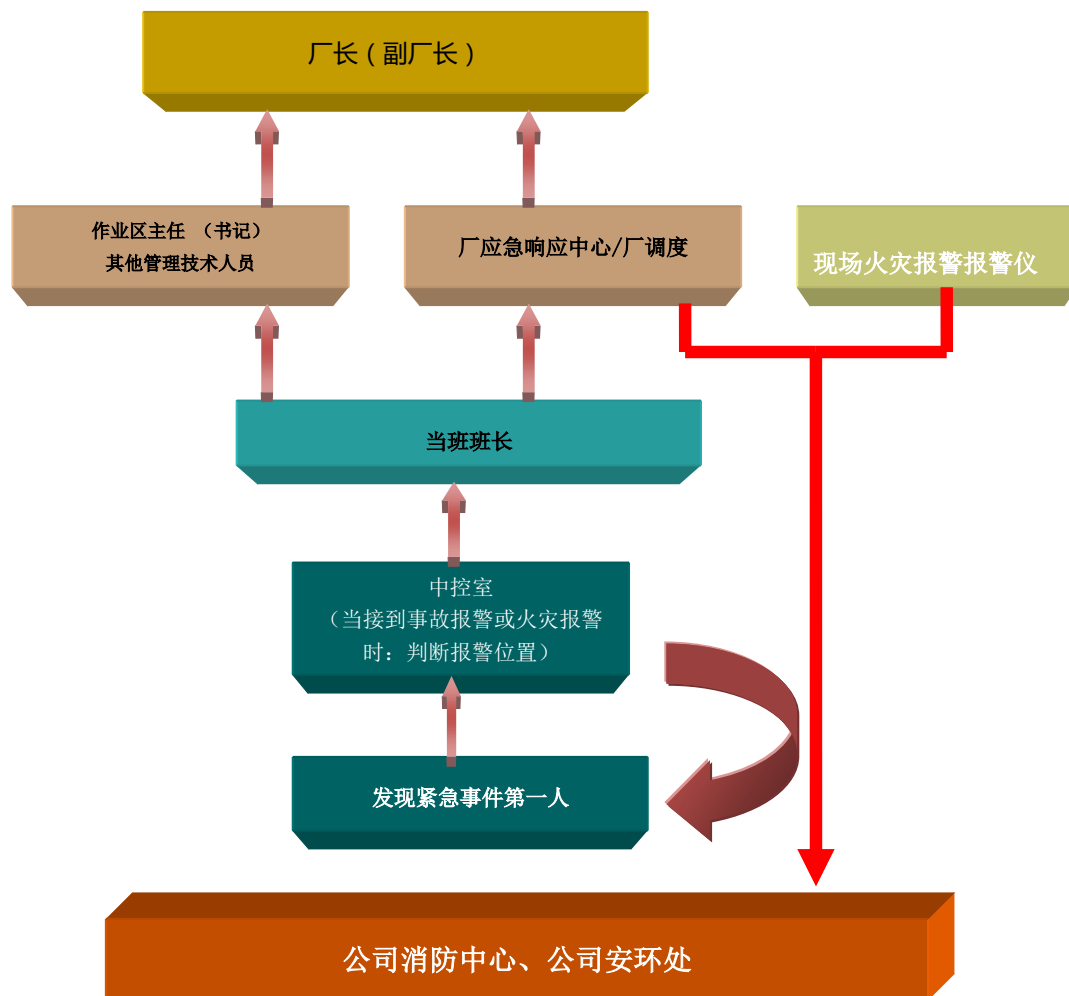 厂长（副厂长）
作业区主任 （书记）
其他管理技术人员
厂应急响应中心/厂调度
现场火灾报警报警仪
当班班长
中控室
（当接到事故报警或火灾报警
时：判断报警位置）
发现紧急事件第一人
公司消防中心、公司安环处